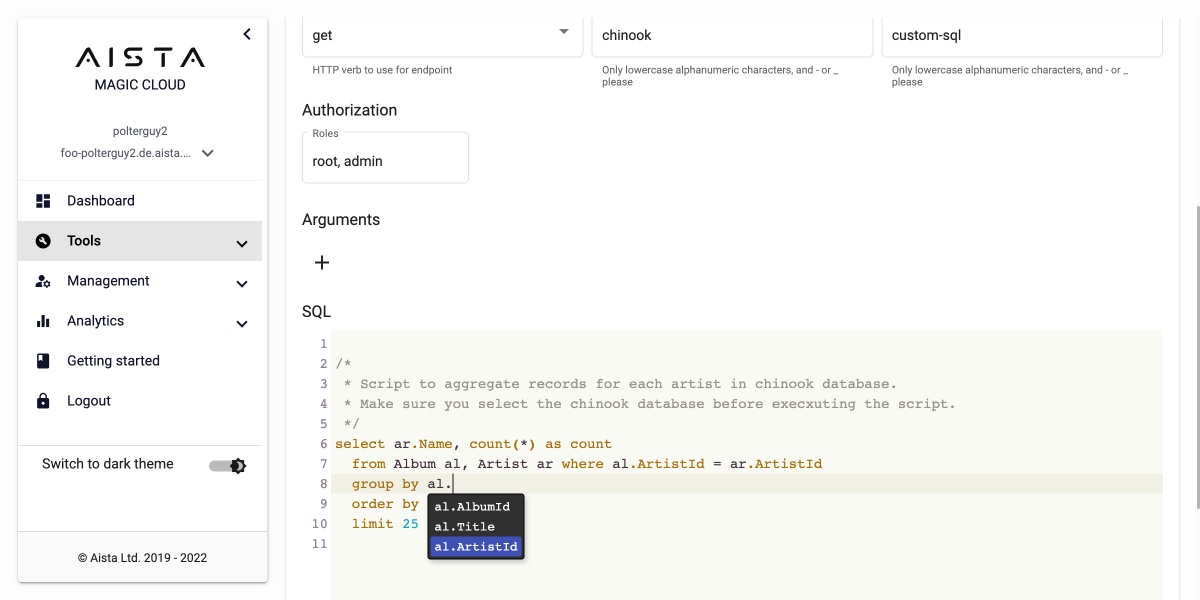 AISTA
MAGIC CLOUD
polterguy2
foo-polterguy2.de.aista....
Dashboard
Tools
Management
Analytics
Getting started
Logout
Switch to dark theme
© Aista Ltd. 2019 - 2022
get
chinook
custom-sql
HTTP verb to use for endpoint
Only lowercase alphanumeric characters, and - or _
please
Only lowercase alphanumeric characters, and - or _
please
Authorization
Roles
root, admin
Arguments
SQL
1
2 /*
3  * Script to aggregate records for each artist in chinook database.
4  * Make sure you select the chinook database before execxuting the script.
5  */
6 select ar.Name, count(*) as count
7   from Album al, Artist ar where al.ArtistId = ar.ArtistId
8   group by al.
9   order by
10   limit 25
11
al.AlbumId
al.Title
al.ArtistId